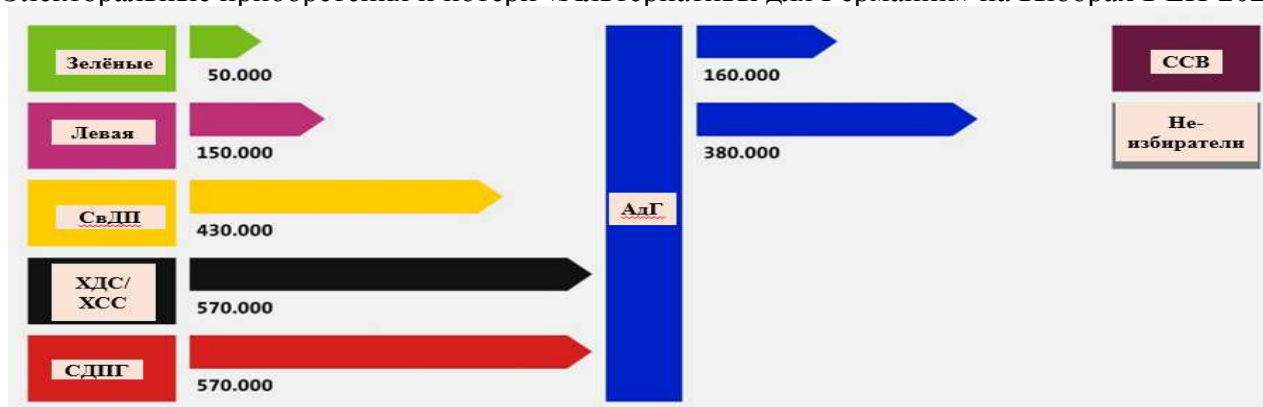 Зелёные
50.000
Левая
150.000
СвДП
430.000
ХДС/
ХСС
570.000
СДПГ
570.000
АдГ
160.000
380.000
ССВ
Не-
избиратели